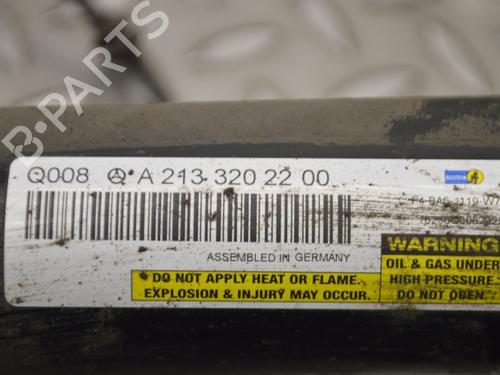 B-PARTS
Q008 A 213 320 22 00
BILSTEIN
ASSEMBLED IN GERMANY
WARNING
DO NOT APPLY HEAT OR FLAME.
EXPLOSION & INJURY MAY OCCUR.
OIL & GAS UNDER
HIGH PRESSURE.
DO NOT OPEN.